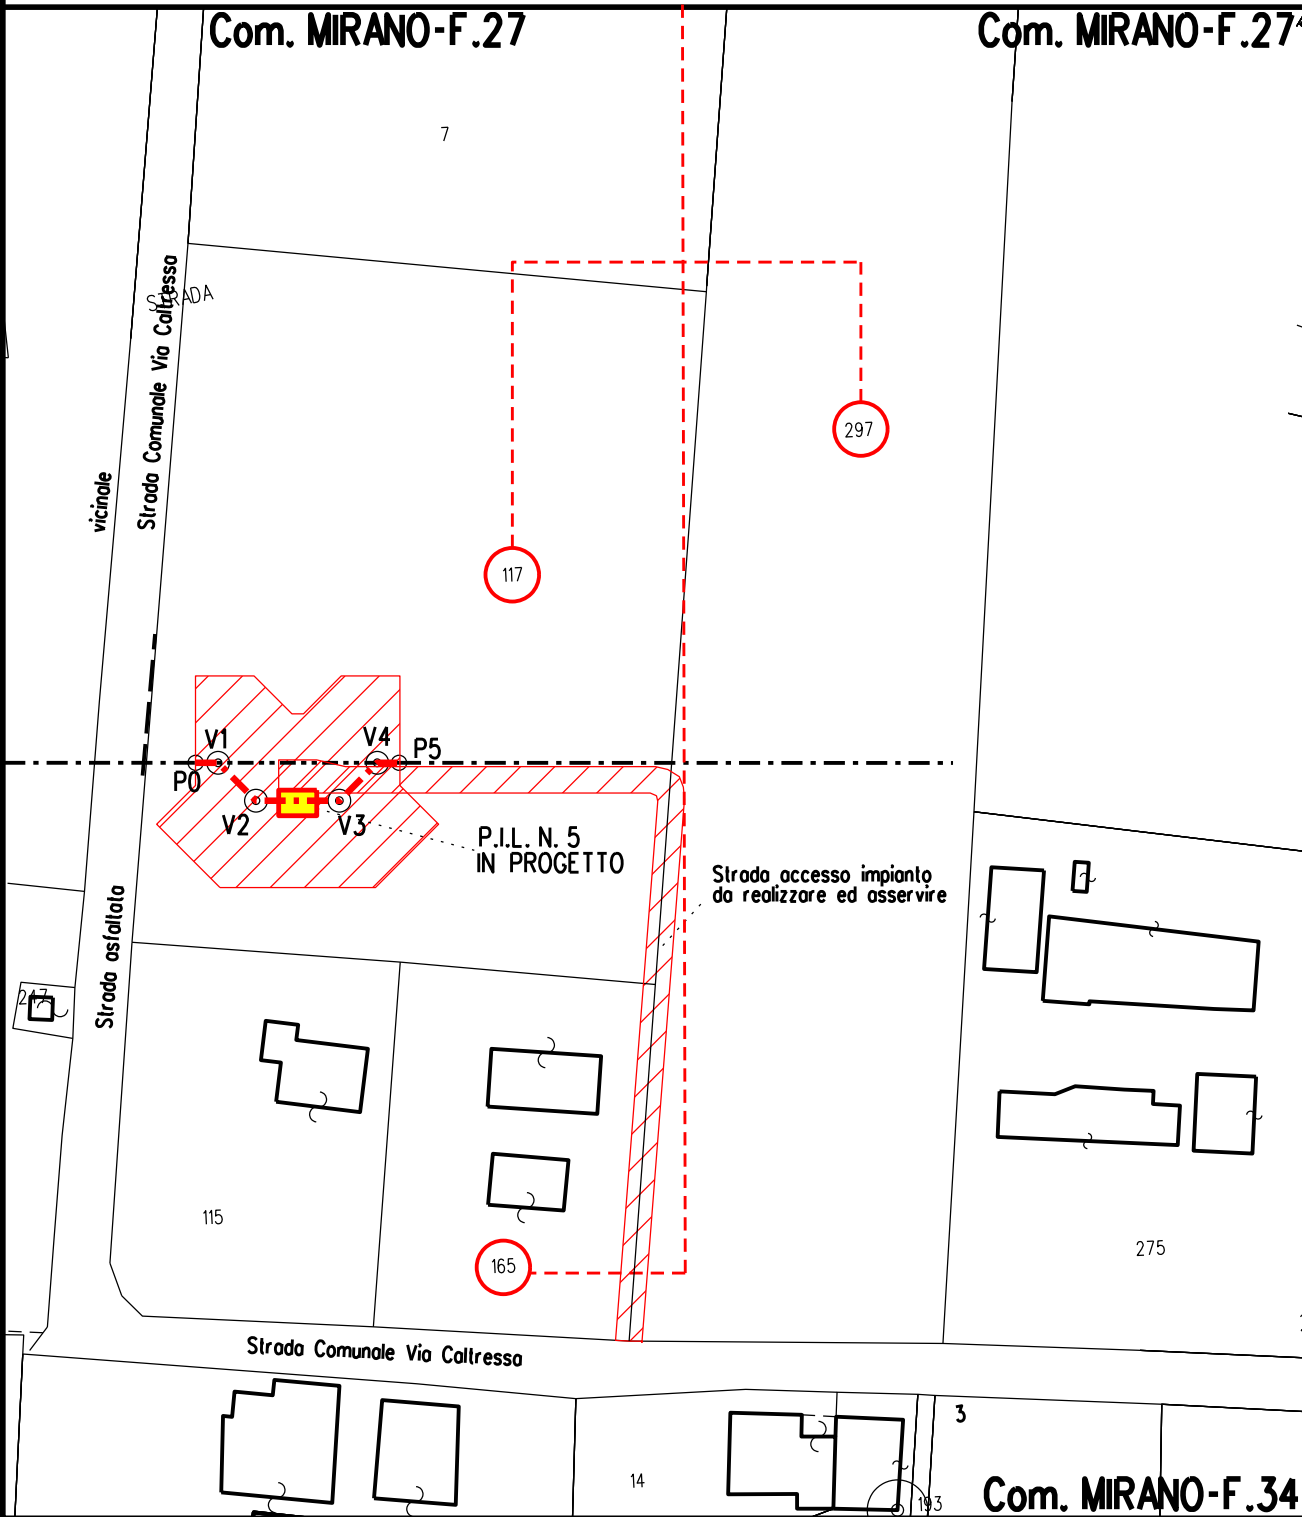 Com. MIRANO-F.27
Com. MIRANO-F.27
7
STRADA
Strada Comunale Via Caltressa
vicinale
297
117
V1
V4
P5
P0
V2
V3
P.I.L. N. 5
IN PROGETTO
Strada accesso impianto
da realizzare ed asservire
Strada asfaltata
247
115
165
275
Strada Comunale Via Caltressa
3
14
193
Com. MIRANO-F.34